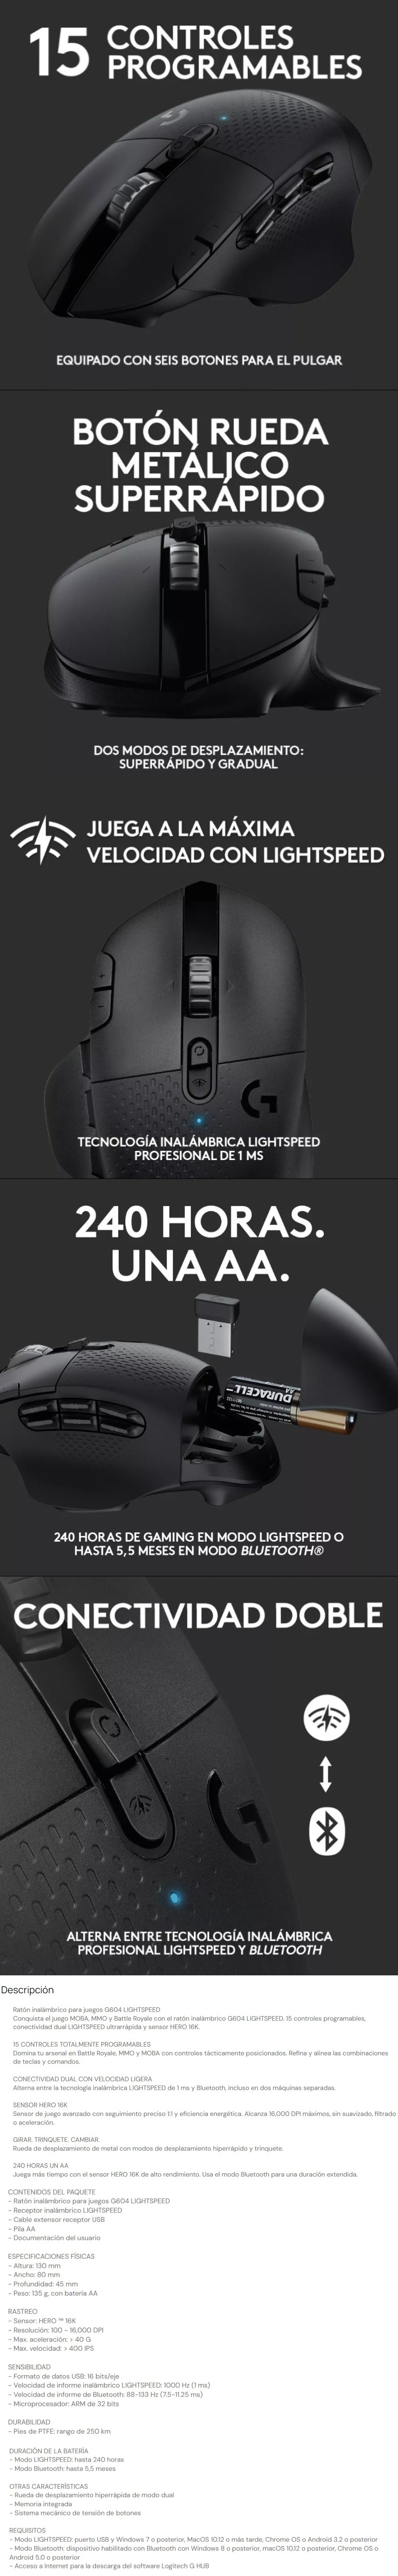 15 CONTROLES
PROGRAMABLES
EQUIPADO CON SEIS BOTONES PARA EL PULGAR
BOTÓN RUEDA
METÁLICO
SUPERRÁPIDO
DOS MODOS DE DESPLAZAMIENTO:
SUPERRÁPIDO Y GRADUAL
JUEGA A LA MÁXIMA
VELOCIDAD CON LIGHTSPEED
TECNOLOGÍA INALÁMBRICA LIGHTSPEED
PROFESIONAL DE 1 MS
240 HORAS.
UNA AA.
DURACELL
AA
240 HORAS DE GAMING EN MODO LIGHTSPEED O
HASTA 5,5 MESES EN MODO BLUETOOTH®
CONECTIVIDAD DOBLE
ALTERNA ENTRE TECNOLOGÍA INALÁMBRICA
PROFESIONAL LIGHTSPEED Y BLUETOOTH
Descripción
Ratón inalámbrico para juegos G604 LIGHTSPEED
Conquista el juego MOBA, MMO y Battle Royale con el ratón inalámbrico G604 LIGHTSPEED. 15 controles programables,
conectividad dual LIGHTSPEED ultrarrápida y sensor HERO 16K.
15 CONTROLES TOTALMENTE PROGRAMABLES
Domina tu arsenal en Battle Royale, MMO y MOBA con controles tácticamente posicionados. Refina y alinea las combinaciones
de teclas y comandos.
CONECTIVIDAD DUAL CON VELOCIDAD LIGERA
Alterna entre la tecnología inalámbrica LIGHTSPEED de 1 ms y Bluetooth, incluso en dos máquinas separadas.
SENSOR HERO 16K
Sensor de juego avanzado con seguimiento preciso 1:1 y eficiencia energética. Alcanza 16,000 DPI máximos, sin suavizado, filtrado
o aceleración.
GIRAR. TRINQUETE. CAMBIAR.
Rueda de desplazamiento de metal con modos de desplazamiento hiperrápido y trinquete.
240 HORAS UN AA
Juega más tiempo con el sensor HERO 16K de alto rendimiento. Usa el modo Bluetooth para una duración extendida.
CONTENIDOS DEL PAQUETE
- Ratón inalámbrico para juegos G604 LIGHTSPEED
- Receptor inalámbrico LIGHTSPEED
- Cable extensor receptor USB
- Pila AA
- Documentación del usuario
ESPECIFICACIONES FÍSICAS
- Altura: 130 mm
- Ancho: 80 mm
- Profundidad: 45 mm
- Peso: 135 g, con batería AA
RASTREO
- Sensor: HERO ™ 16K
- Resolución: 100 - 16,000 DPI
- Max. aceleración: > 40 G
- Max. velocidad: > 400 IPS
SENSIBILIDAD
- Formato de datos USB: 16 bits/eje
- Velocidad de informe inalámbrico LIGHTSPEED: 1000 Hz (1 ms)
- Velocidad de informe de Bluetooth: 88-133 Hz (7.5-11.25 ms)
- Microprocesador: ARM de 32 bits
DURABILIDAD
- Pies de PTFE: rango de 250 km
DURACIÓN DE LA BATERÍA
- Modo LIGHTSPEED: hasta 240 horas
- Modo Bluetooth: hasta 5,5 meses
OTRAS CARACTERÍSTICAS
- Rueda de desplazamiento hiperrápida de modo dual
- Memoria integrada
- Sistema mecánico de tensión de botones
REQUISITOS
- Modo LIGHTSPEED: puerto USB y Windows 7 o posterior, MacOS 10.12 o más tarde, Chrome OS o Android 3.2 o posterior
- Modo Bluetooth: dispositivo habilitado con Bluetooth con Windows 8 o posterior, macOS 10.12 o posterior, Chrome OS o
Android 5.0 o posterior
- Acceso a Internet para la descarga del software Logitech G HUB